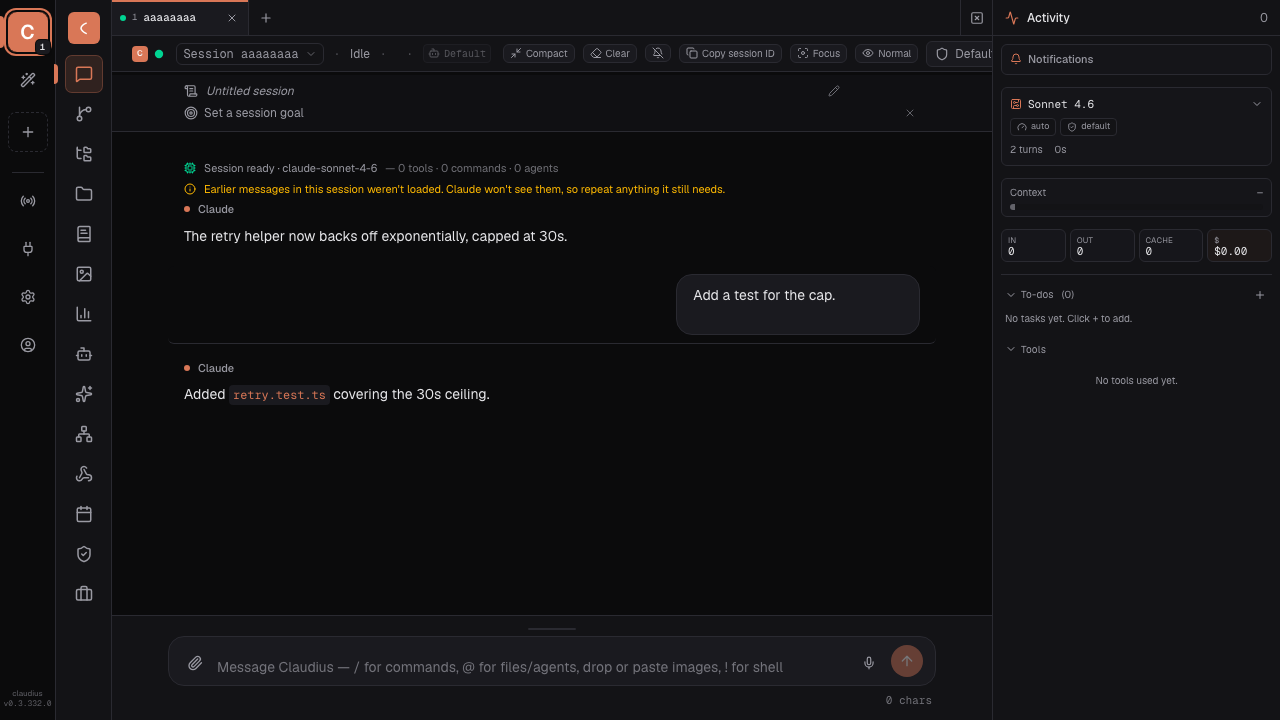 C
1
claudius
v0.3.332.0
1 aaaaaaaa
C
Session aaaaaaaa
· Idle · ·
Default
Compact
Clear
Copy session ID
Focus
Normal
Defaul
Untitled session
Set a session goal
Session ready · claude-sonnet-4-6 — 0 tools · 0 commands · 0 agents
Earlier messages in this session weren't loaded. Claude won't see them, so repeat anything it still needs.
Claude
The retry helper now backs off exponentially, capped at 30s.
Add a test for the cap.
Claude
Added retry.test.ts covering the 30s ceiling.
Message Claudius — / for commands, @ for files/agents, drop or paste images, ! for shell
0 chars
Activity 0
Notifications
Sonnet 4.6
auto default
2 turns 0s
Context –
IN OUT CACHE $
0 0 0 $0.00
To-dos (0)
No tasks yet. Click + to add.
Tools
No tools used yet.